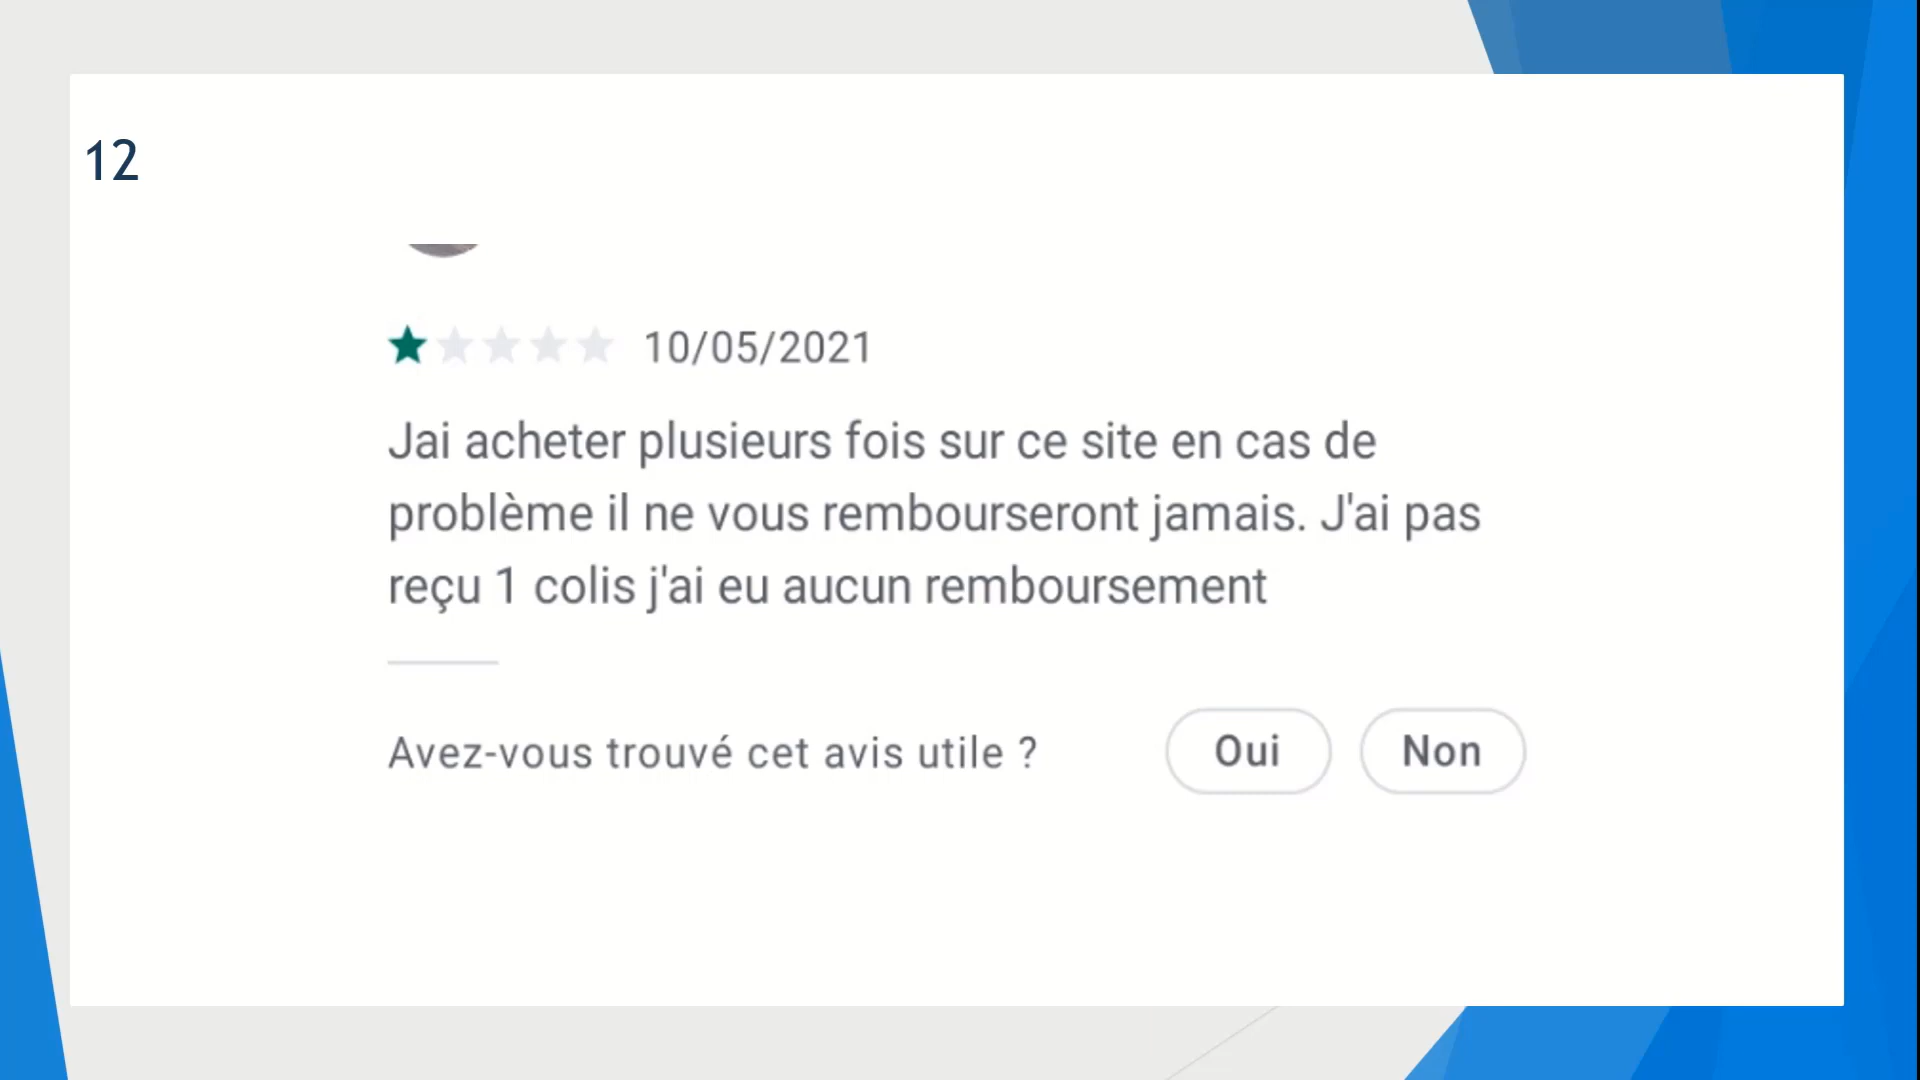 12
10/05/2021
Jai acheter plusieurs fois sur ce site en cas de
problème il ne vous rembourseront jamais. J'ai pas
reçu 1 colis j'ai eu aucun remboursement
Avez-vous trouvé cet avis utile ? Oui Non